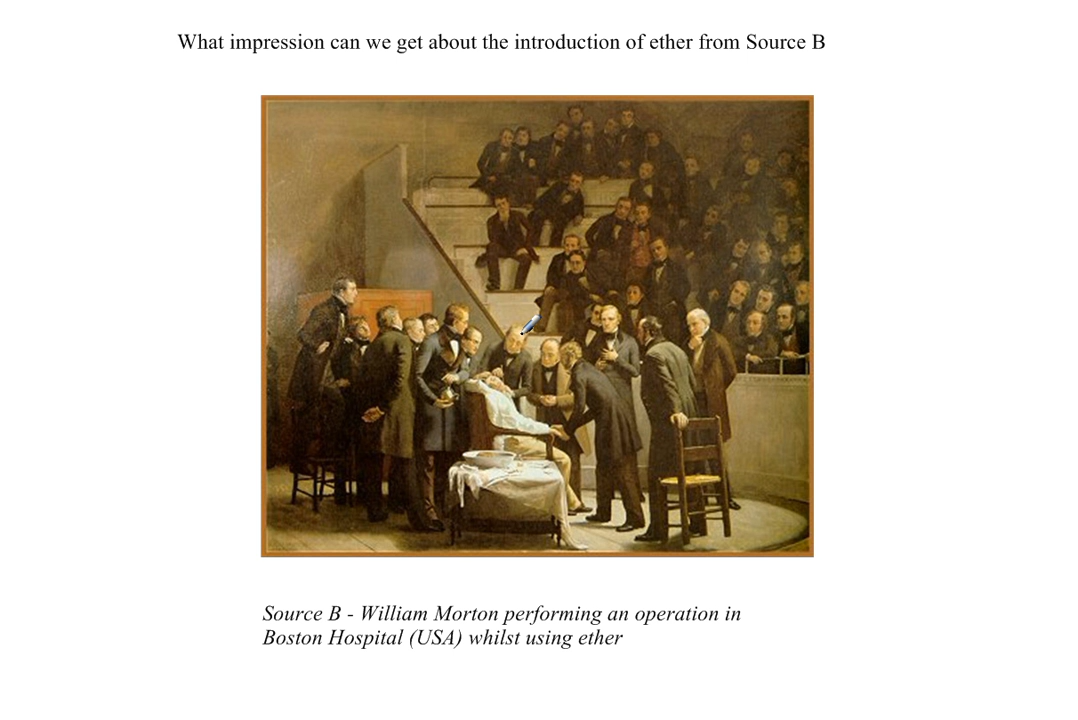 What impression can we get about the introduction of ether from Source B
Source B - William Morton performing an operation in
Boston Hospital (USA) whilst using ether